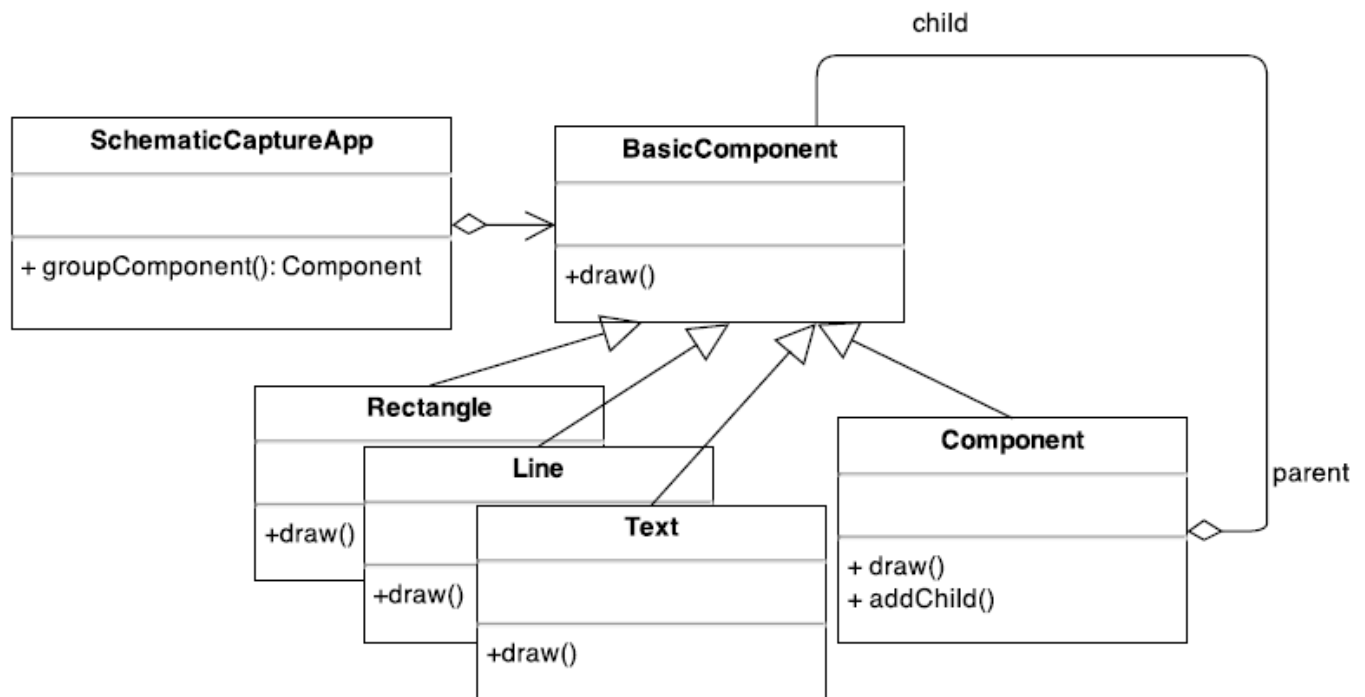 child
SchematicCaptureApp
+ groupComponent(): Component
BasicComponent
+draw()
Rectangle
+draw()
Line
+draw()
Text
+draw()
Component
+ draw()
+ addChild()
parent